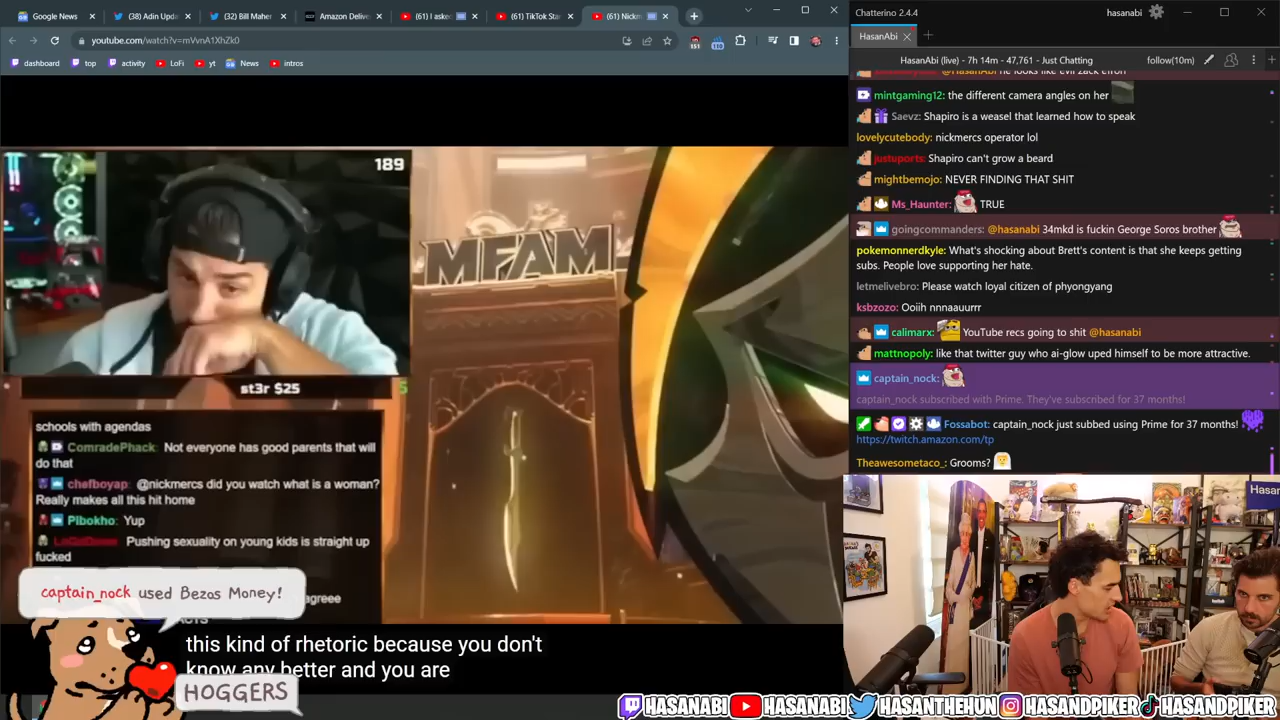 Google News
(38) Adin Upda
(32) Bill Maher
Amazon Delive
(61) I aske
(61) TikTok Sta
(61) Nickm
youtube.com/watch?v=mVvnA1XhZk0
dashboard
top
activity
LoFi
yt
News
intros
189
MFAM
st3r $25
5
schools with agendas
ComradePhack: Not everyone has good parents that will
do that
chefboyap: @nickmercs did you watch what is a woman?
Really makes all this hit home
Pibokho: Yup
Pushing sexuality on young kids is straight up
fucked
agreee
captain_nock used Bezos Money!
this kind of rhetoric because you don't
know any better and you are
HOGGERS
Chatterino 2.4.4
hasanabi
HasanAbi
HasanAbi (live) - 7h 14m - 47,761 - Just Chatting
follow(10m)
mintgaming12: the different camera angles on her
Saevz: Shapiro is a weasel that learned how to speak
lovelycutebody: nickmercs operator lol
justuports: Shapiro can't grow a beard
mightbemojo: NEVER FINDING THAT SHIT
Ms_Haunter: TRUE
goingcommanders: @hasanabi 34mkd is fuckin George Soros brother
pokemonnerdkyle: What's shocking about Brett's content is that she keeps getting
subs. People love supporting her hate.
letmelivebro: Please watch loyal citizen of phyongyang
ksbzozo: Ooiih nnnaauurrr
calimarx: YouTube recs going to shit @hasanabi
mattnopoly: like that twitter guy who ai-glow uped himself to be more attractive.
captain_nock:
captain_nock subscribed with Prime. They've subscribed for 37 months!
Fossabot: captain_nock just subbed using Prime for 37 months!
https://twitch.amazon.com/tp
Theawesometaco_: Grooms?
Hasan
HASANABI
HASANABI
HASANTHEHUN
HASANDPIKER
HASANDPIKER